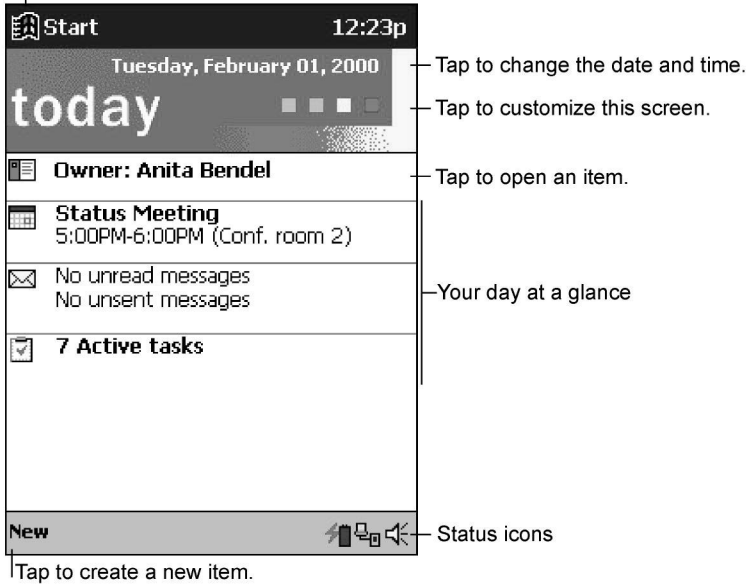 Start 12:23p
Tuesday, February 01, 2000
Tap to change the date and time.
today
Tap to customize this screen.
Owner: Anita Bendel
Tap to open an item.
Status Meeting
5:00PM-6:00PM (Conf. room 2)
No unread messages
No unsent messages
Your day at a glance
7 Active tasks
New
Status icons
Tap to create a new item.